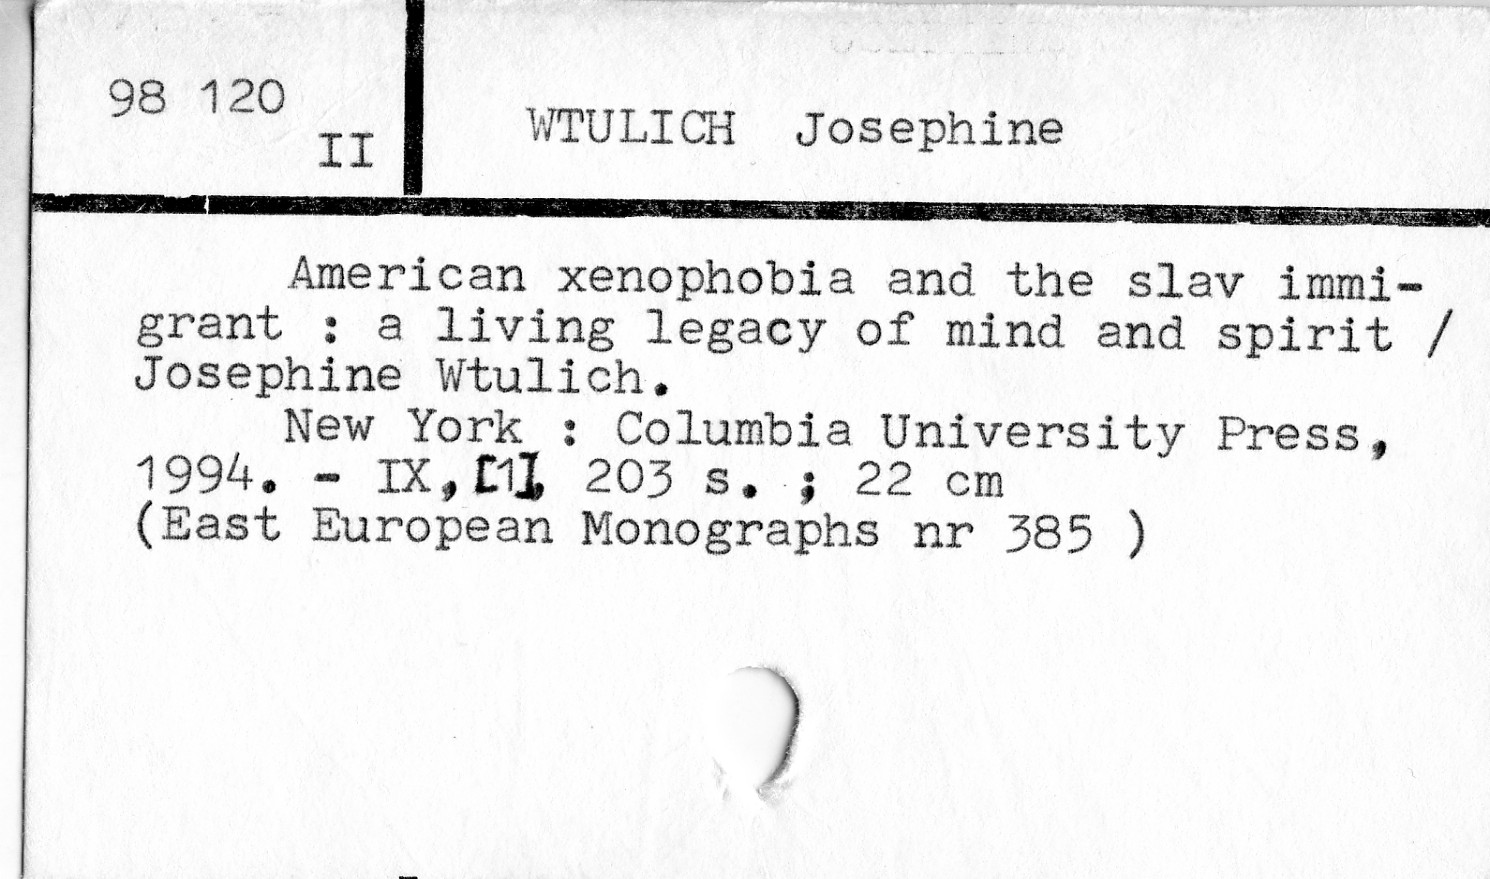 98 120
II
WTULICH Josephine
American xenophobia and the slav immi-
grant : a living legacy of mind and spirit /
Josephine Wtulich.
New York : Columbia University Press,
1994. - IX, [1], 203 s. ; 22 cm
(East European Monographs nr 385 )